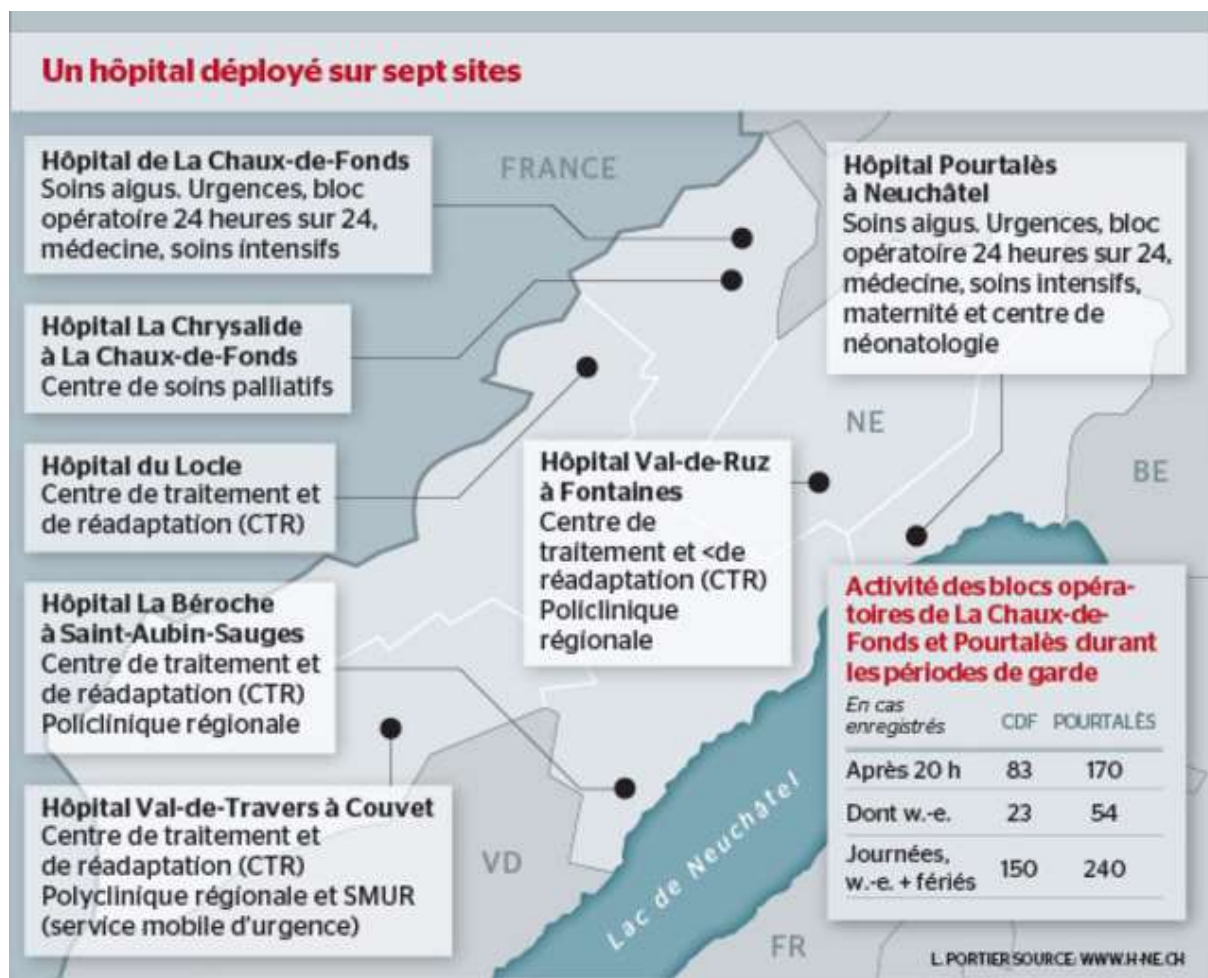 Un hôpital déployé sur sept sites
Hôpital de La Chaux-de-Fonds
Soins aigus. Urgences, bloc
opératoire 24 heures sur 24,
médecine, soins intensifs
Hôpital La Chrysalide
à La Chaux-de-Fonds
Centre de soins palliatifs
Hôpital du Locle
Centre de traitement et
de réadaptation (CTR)
Hôpital La Béroche
à Saint-Aubin-Sauges
Centre de traitement et
de réadaptation (CTR)
Policlinique régionale
Hôpital Val-de-Travers à Couvet
Centre de traitement et
de réadaptation (CTR)
Polyclinique régionale et SMUR
(service mobile d'urgence)
FRANCE
Hôpital Val-de-Ruz
à Fontaines
Centre de
traitement et <de
réadaptation (CTR)
Policlinique
régionale
Hôpital Pourtalès
à Neuchâtel
Soins aigus. Urgences, bloc
opératoire 24 heures sur 24,
médecine, soins intensifs,
maternité et centre de
néonatologie
NE
BE
VD
FR
Lac de Neuchâtel
Activité des blocs opéra-
toires de La Chaux-de-
Fonds et Pourtalès durant
les périodes de garde
En cas
enregistrés CDF POURTALÈS
Après 20 h 83 170
Dont w.-e. 23 54
Journées,
w.-e. + fériés 150 240
L. PORTIER SOURCE: WWW.H-NE.CH